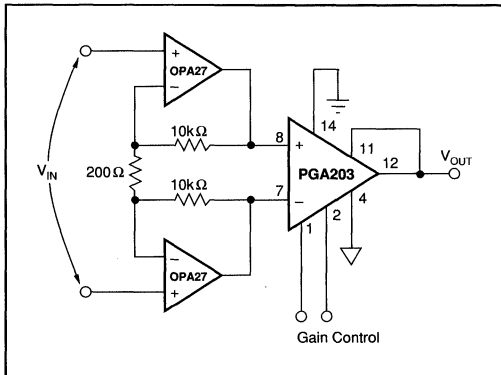 +
OPA27
−
10kΩ
8
+
14
11
12
V_OUT
V_IN
200Ω
PGA203
10kΩ
7
−
4
2
1
−
OPA27
+
Gain Control